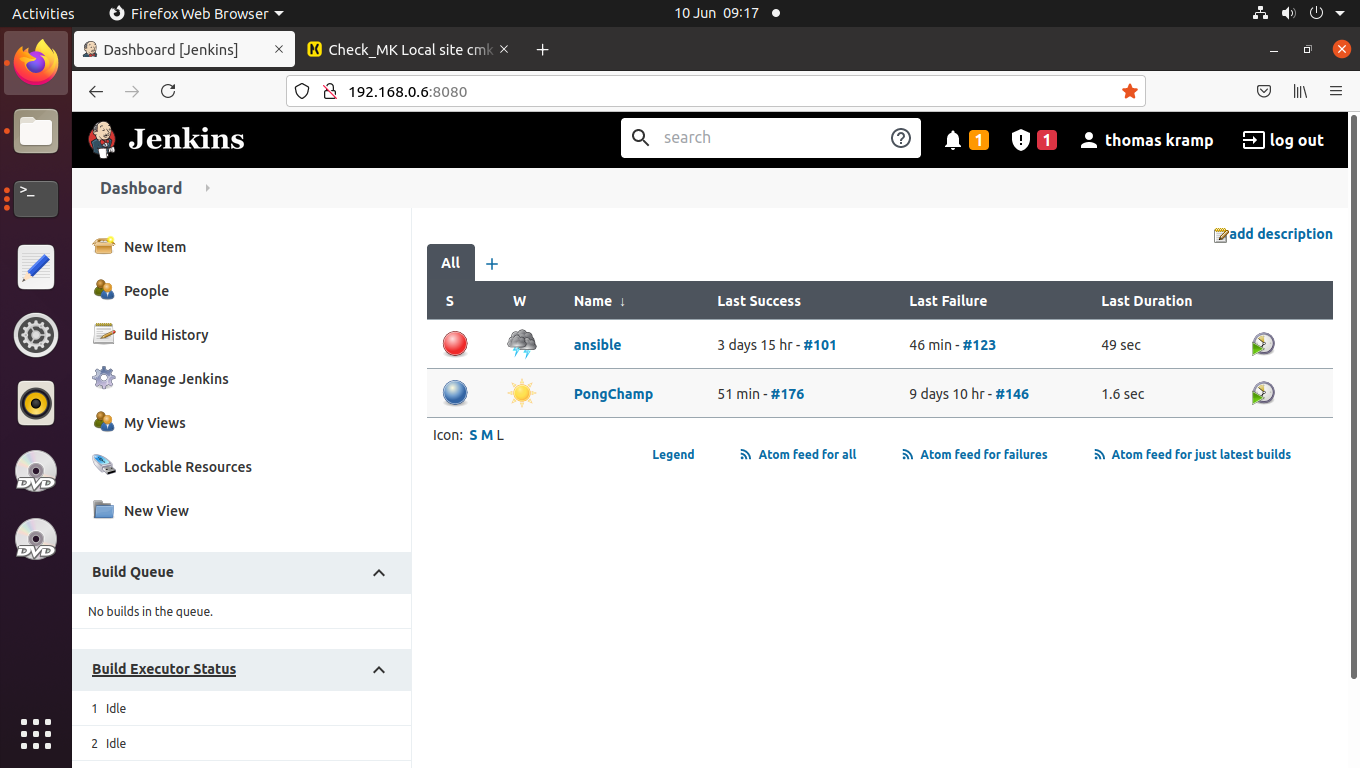 Activities Firefox Web Browser 10 Jun 09:17
Dashboard [Jenkins] Check_MK Local site cmk
192.168.0.6:8080
Jenkins search 1 1 thomas kramp log out
Dashboard
New Item
People
Build History
Manage Jenkins
My Views
Lockable Resources
New View
Build Queue
No builds in the queue.
Build Executor Status
1 Idle
2 Idle
add description
All +
S W Name ↓ Last Success Last Failure Last Duration
ansible 3 days 15 hr - #101 46 min - #123 49 sec
PongChamp 51 min - #176 9 days 10 hr - #146 1.6 sec
Icon: S M L
Legend Atom feed for all Atom feed for failures Atom feed for just latest builds
DVD
DVD